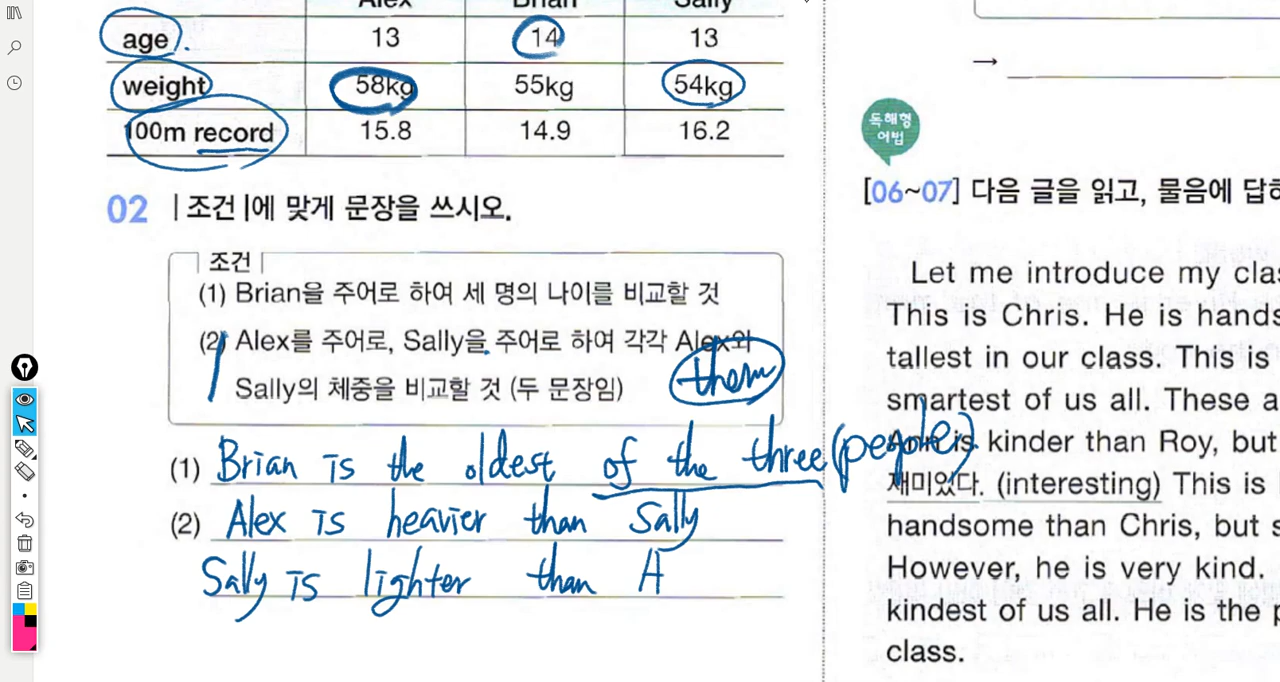 Alex Brian Sally
age 13 14 13
weight 58kg 55kg 54kg
100m record 15.8 14.9 16.2
02 |조건|에 맞게 문장을 쓰시오.
조건
(1) Brian을 주어로 하여 세 명의 나이를 비교할 것
(2) Alex를 주어로, Sally을 주어로 하여 각각 Alex와
Sally의 체중을 비교할 것 (두 문장임)
them
(1) Brian is the oldest of the three (people)
(2) Alex is heavier than Sally
Sally is lighter than A
→
독해형
어법
[06~07] 다음 글을 읽고, 물음에 답하
Let me introduce my clas
This is Chris. He is hands
tallest in our class. This is
smartest of us all. These a
is kinder than Roy, but
재미있다. (interesting) This is
handsome than Chris, but s
However, he is very kind.
kindest of us all. He is the p
class.